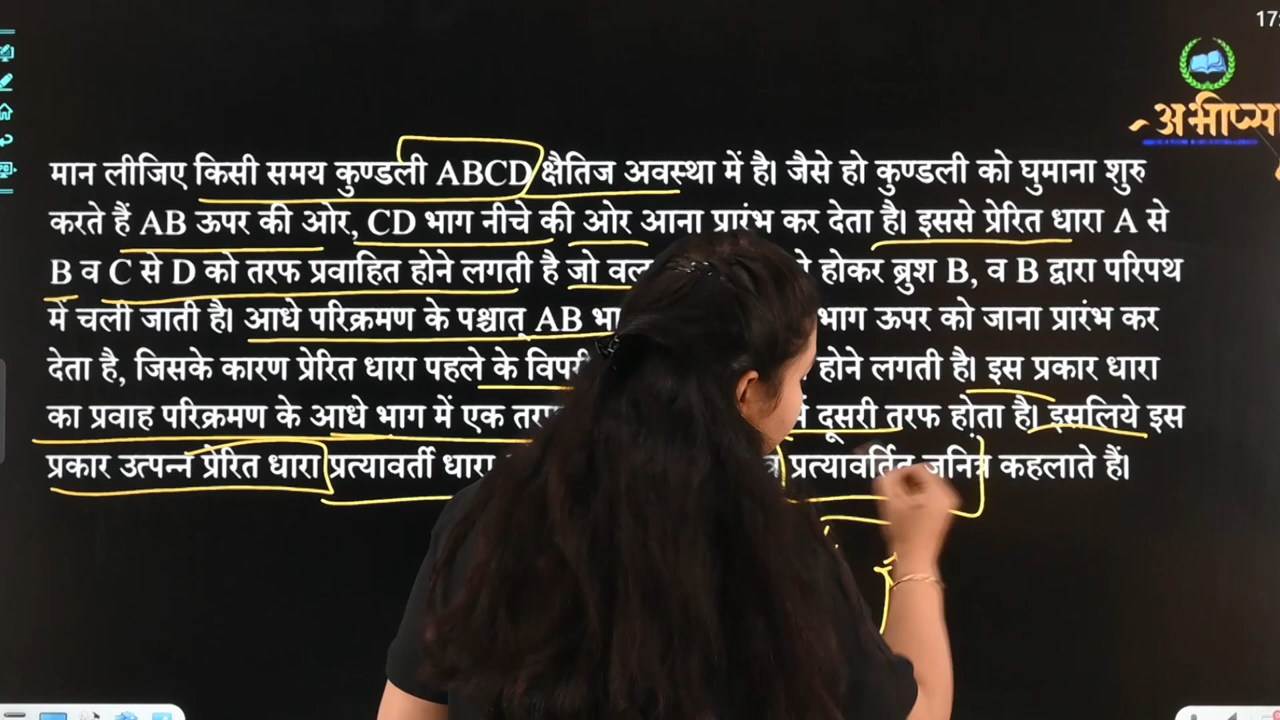 17:
अभीप्स
मान लीजिए किसी समय कुण्डली ABCD क्षैतिज अवस्था में है। जैसे हो कुण्डली को घुमाना शुरु
करते हैं AB ऊपर की ओर, CD भाग नीचे की ओर आना प्रारंभ कर देता है। इससे प्रेरित धारा A से
B व C से D को तरफ प्रवाहित होने लगती है जो होकर ब्रुश B, व B द्वारा परिपथ
में चली जाती है। आधे परिक्रमण के पश्चात् AB भाग ऊपर को जाना प्रारंभ कर
देता है, जिसके कारण प्रेरित धारा पहले के होने लगती है। इस प्रकार धारा
का प्रवाह परिक्रमण के आधे भाग में एक दूसरी तरफ होता है। इसलिये इस
प्रकार उत्पन्न प्रेरित धारा प्रत्यावर्ती धारा प्रत्यावर्तित जनित्र कहलाते हैं।